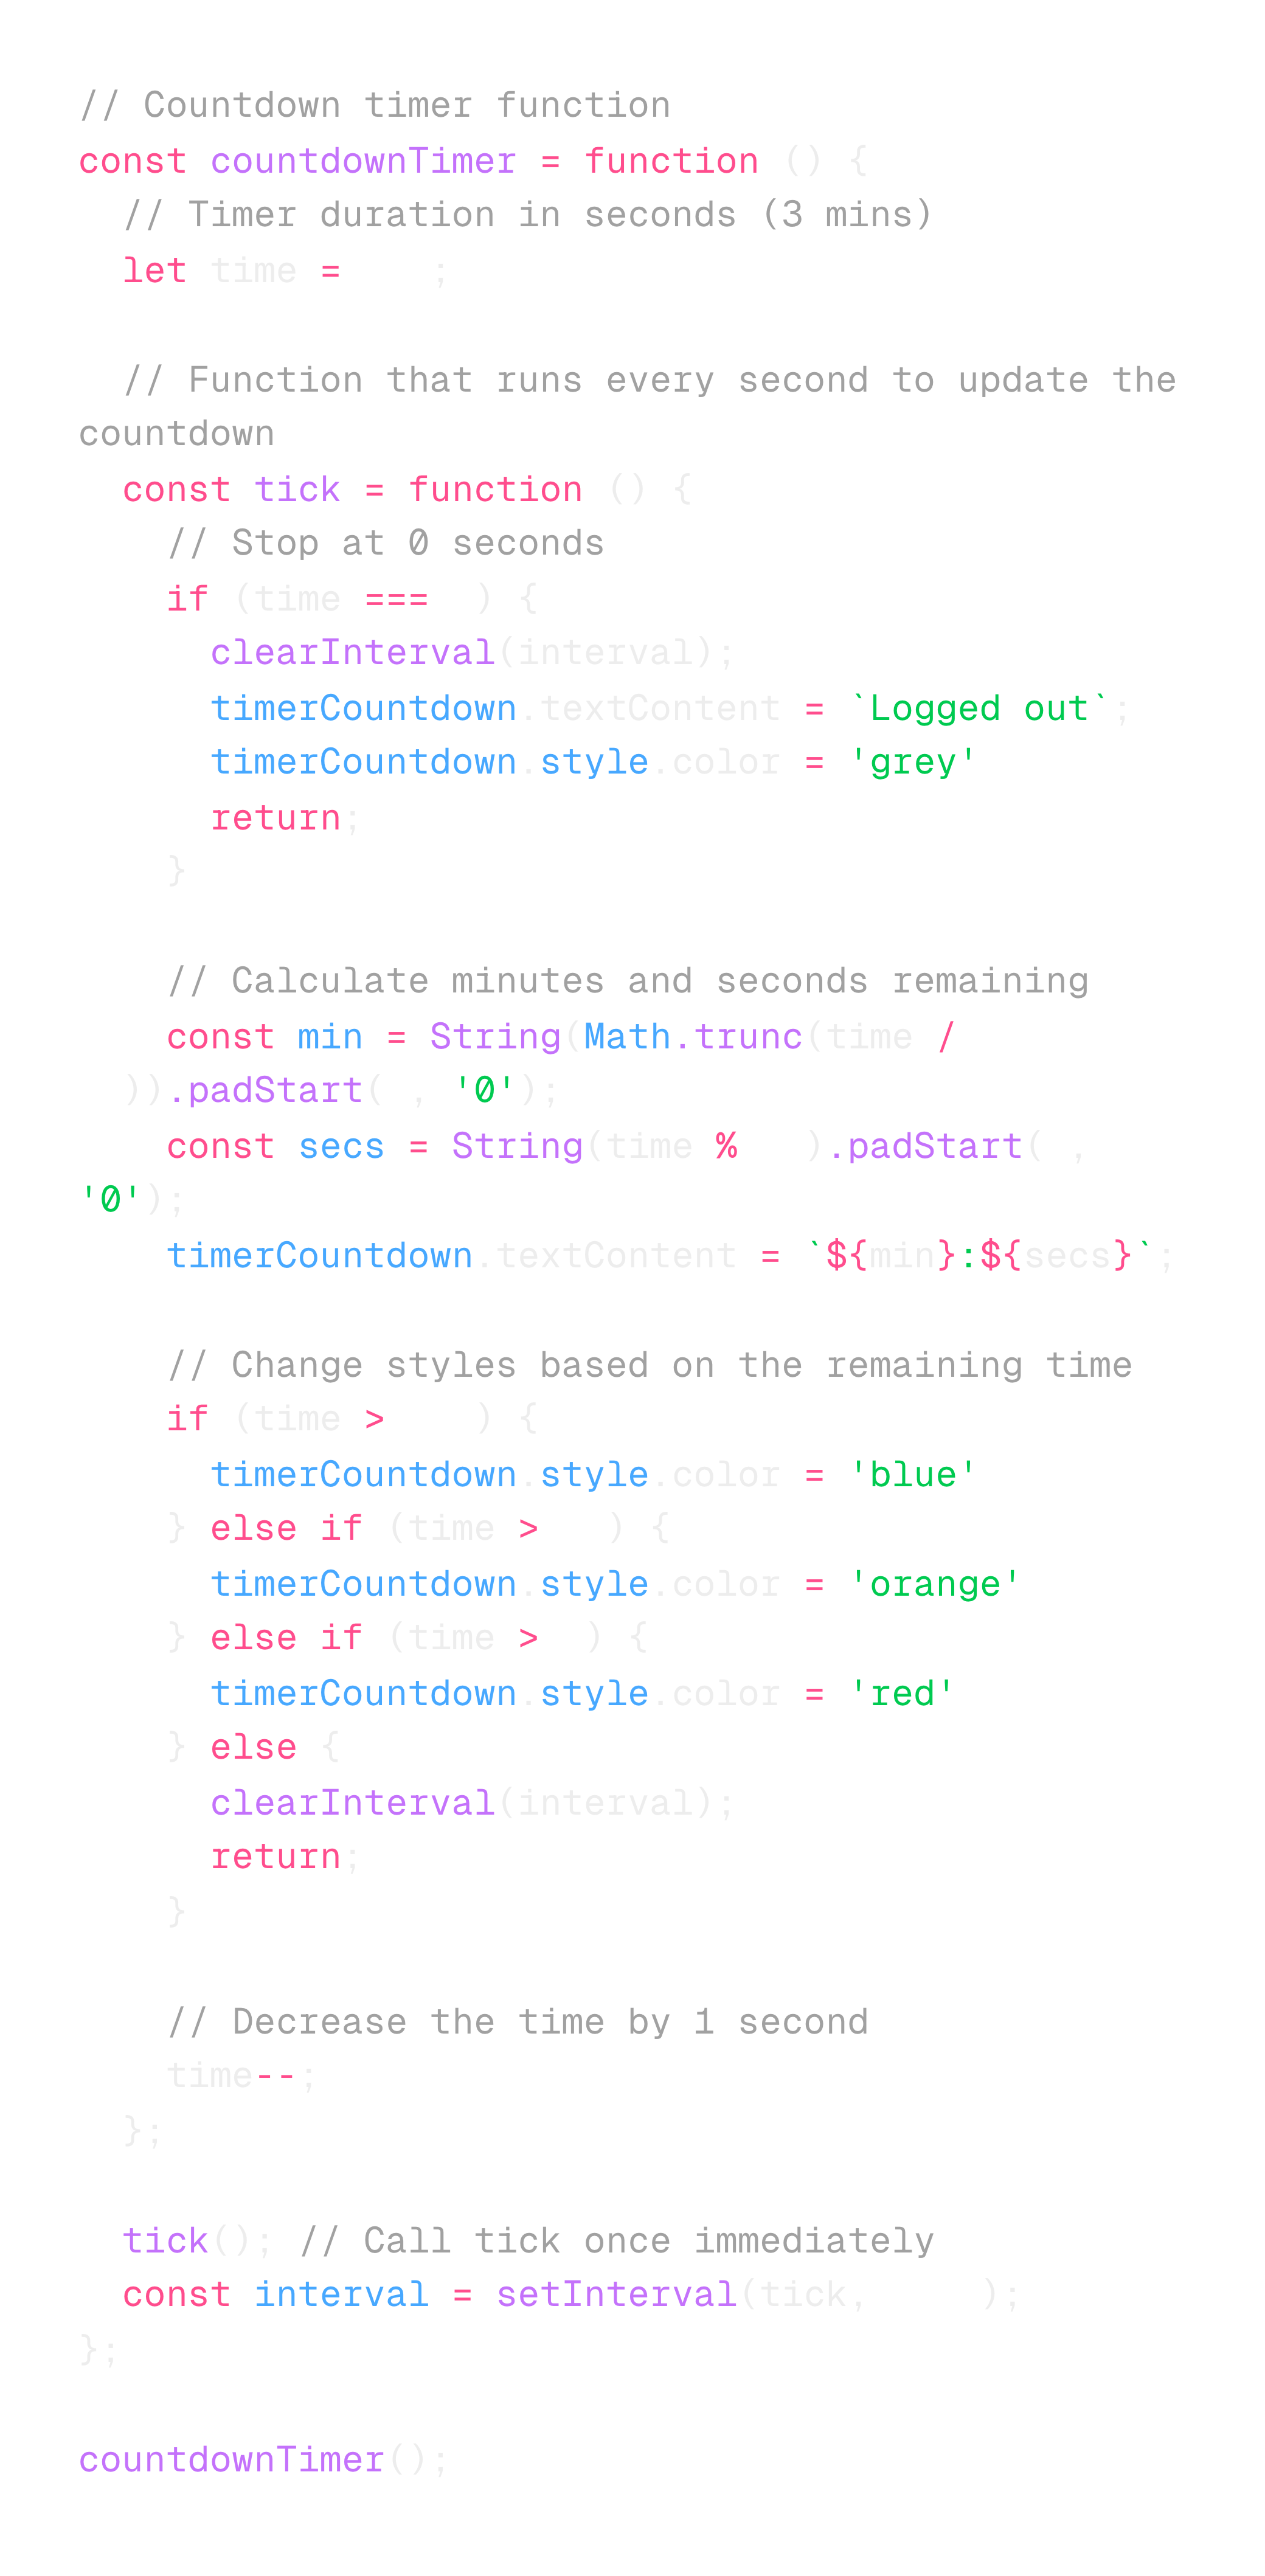 // Countdown timer function
const countdownTimer = function () {
  // Timer duration in seconds (3 mins)
  let time =    ;
  // Function that runs every second to update the
countdown
  const tick = function () {
    // Stop at 0 seconds
    if (time ===  ) {
      clearInterval(interval);
      timerCountdown.textContent = `Logged out`;
      timerCountdown.style.color = 'grey'
      return;
    }
    // Calculate minutes and seconds remaining
    const min = String(Math.trunc(time /
  )).padStart( , '0');
    const secs = String(time %   ).padStart( ,
'0');
    timerCountdown.textContent = `${min}:${secs}`;
    // Change styles based on the remaining time
    if (time >    ) {
      timerCountdown.style.color = 'blue'
    } else if (time >   ) {
      timerCountdown.style.color = 'orange'
    } else if (time >  ) {
      timerCountdown.style.color = 'red'
    } else {
      clearInterval(interval);
      return;
    }
    // Decrease the time by 1 second
    time--;
  };
  tick(); // Call tick once immediately
  const interval = setInterval(tick,     );
};
countdownTimer();